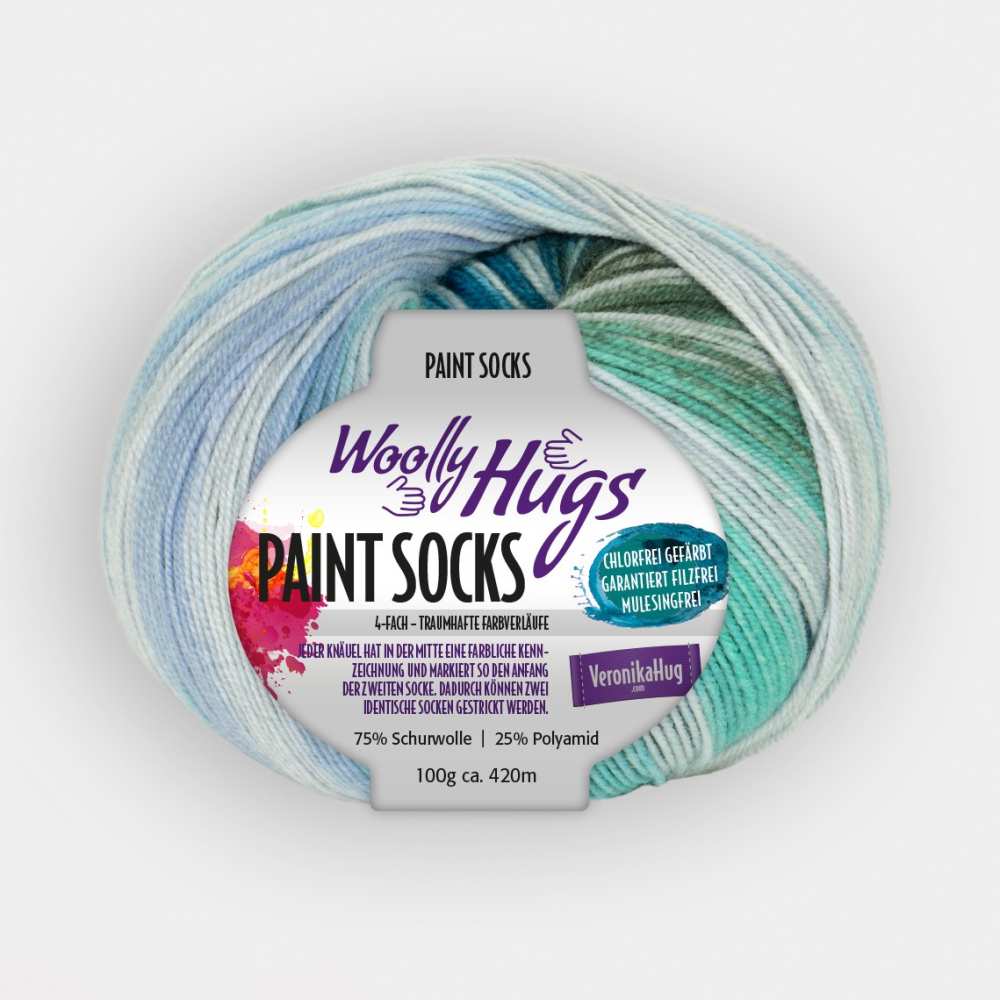 PAINT SOCKS
Woolly Hugs
PAINT SOCKS
CHLORFREI GEFÄRBT
GARANTIERT FILZFREI
MULESINGFREI
4-FACH – TRAUMHAFTE FARBVERLÄUFE
JEDER KNÄUEL HAT IN DER MITTE EINE FARBLICHE KENN-
ZEICHNUNG UND MARKIERT SO DEN ANFANG
DER ZWEITEN SOCKE. DADURCH KÖNNEN ZWEI
IDENTISCHE SOCKEN GESTRICKT WERDEN.
VeronikaHug
.com
75% Schurwolle | 25% Polyamid
100g ca. 420m